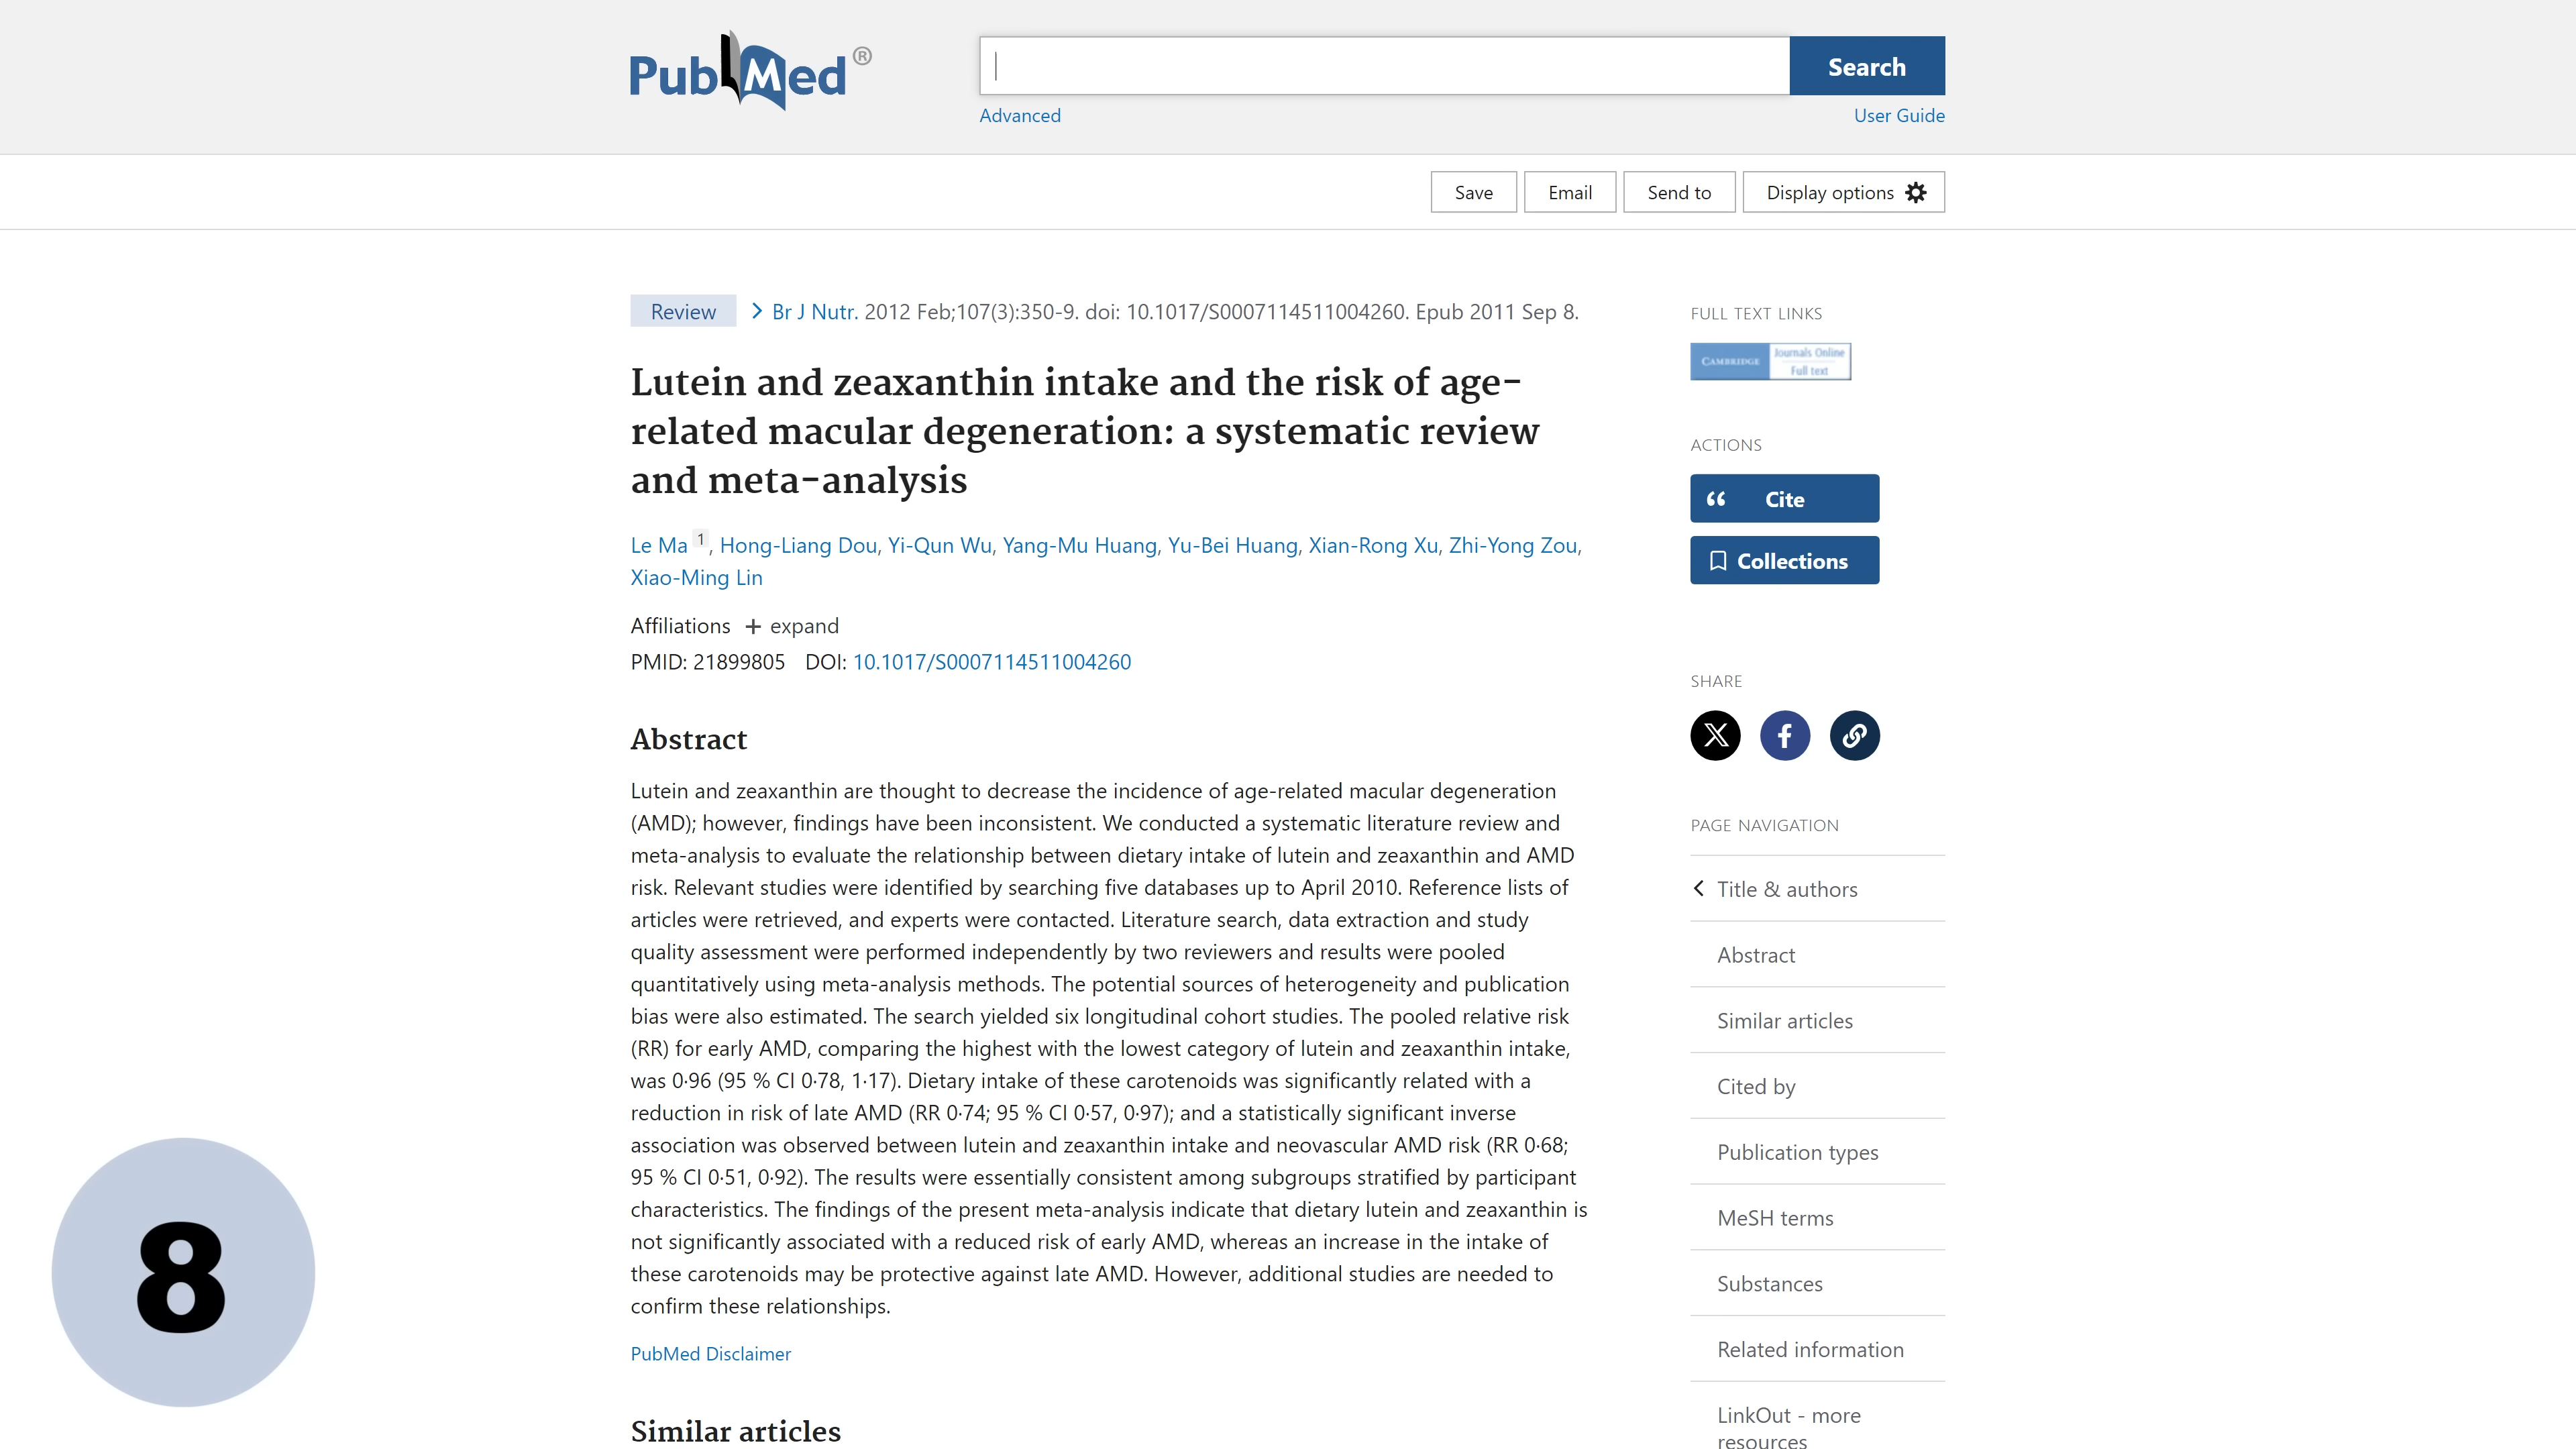 PubMed®
Search
Advanced
User Guide
Save
Email
Send to
Display options
Review
Br J Nutr. 2012 Feb;107(3):350-9. doi: 10.1017/S0007114511004260. Epub 2011 Sep 8.
Lutein and zeaxanthin intake and the risk of age-
related macular degeneration: a systematic review
and meta-analysis
Le Ma 1, Hong-Liang Dou, Yi-Qun Wu, Yang-Mu Huang, Yu-Bei Huang, Xian-Rong Xu, Zhi-Yong Zou,
Xiao-Ming Lin
Affiliations + expand
PMID: 21899805 DOI: 10.1017/S0007114511004260
Abstract
Lutein and zeaxanthin are thought to decrease the incidence of age-related macular degeneration
(AMD); however, findings have been inconsistent. We conducted a systematic literature review and
meta-analysis to evaluate the relationship between dietary intake of lutein and zeaxanthin and AMD
risk. Relevant studies were identified by searching five databases up to April 2010. Reference lists of
articles were retrieved, and experts were contacted. Literature search, data extraction and study
quality assessment were performed independently by two reviewers and results were pooled
quantitatively using meta-analysis methods. The potential sources of heterogeneity and publication
bias were also estimated. The search yielded six longitudinal cohort studies. The pooled relative risk
(RR) for early AMD, comparing the highest with the lowest category of lutein and zeaxanthin intake,
was 0·96 (95 % CI 0·78, 1·17). Dietary intake of these carotenoids was significantly related with a
reduction in risk of late AMD (RR 0·74; 95 % CI 0·57, 0·97); and a statistically significant inverse
association was observed between lutein and zeaxanthin intake and neovascular AMD risk (RR 0·68;
95 % CI 0·51, 0·92). The results were essentially consistent among subgroups stratified by participant
characteristics. The findings of the present meta-analysis indicate that dietary lutein and zeaxanthin is
not significantly associated with a reduced risk of early AMD, whereas an increase in the intake of
these carotenoids may be protective against late AMD. However, additional studies are needed to
confirm these relationships.
PubMed Disclaimer
Similar articles
FULL TEXT LINKS
CAMBRIDGE
Journals Online
Full text
ACTIONS
Cite
Collections
SHARE
PAGE NAVIGATION
Title & authors
Abstract
Similar articles
Cited by
Publication types
MeSH terms
Substances
Related information
LinkOut - more
resources
8